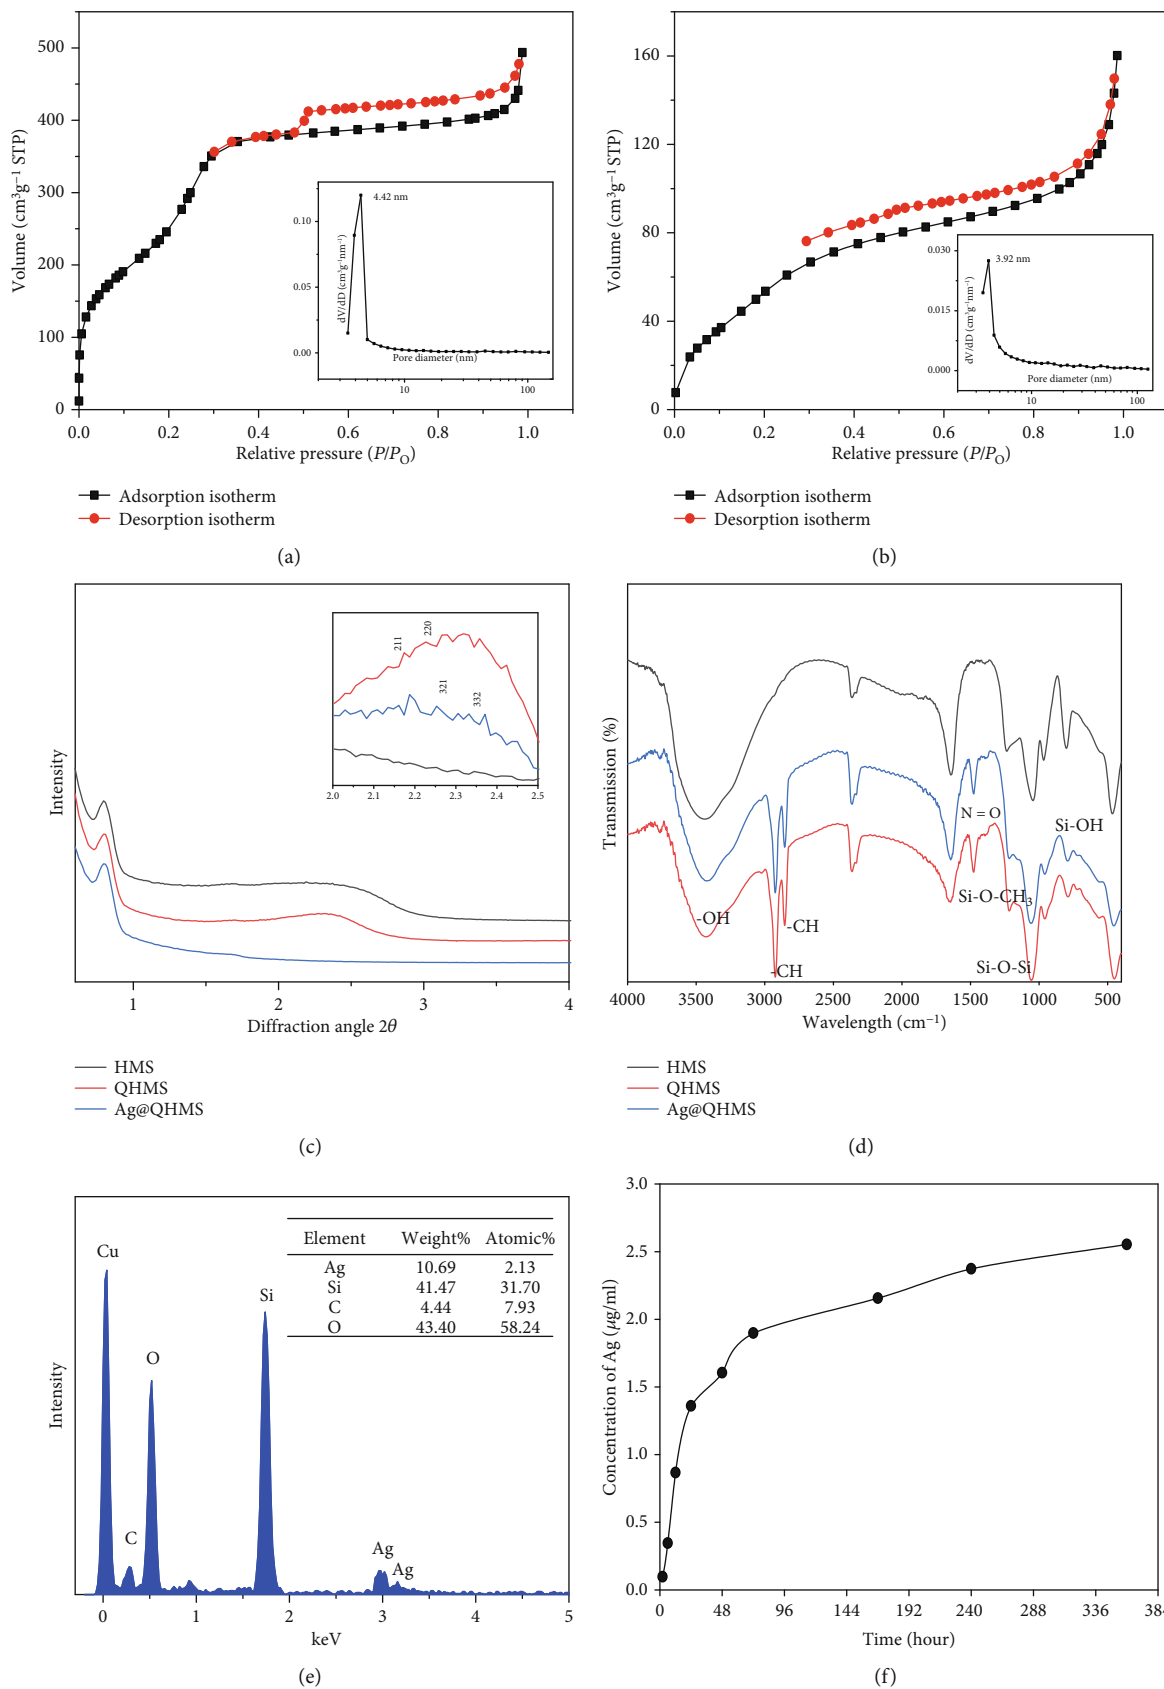 500
400
300
200
100
0
Volume (cm³g⁻¹ STP)
0.10
0.05
0.00
dV/dD (cm³g⁻¹nm⁻¹)
4.42 nm
Pore diameter (nm)
10 100
0.0 0.2 0.4 0.6 0.8 1.0
Relative pressure (P/P_O)
Adsorption isotherm
Desorption isotherm
(a)
160
120
80
40
0
Volume (cm³g⁻¹ STP)
0.030
0.015
0.000
dV/dD (cm³g⁻¹nm⁻¹)
3.92 nm
Pore diameter (nm)
10 100
0.0 0.2 0.4 0.6 0.8 1.0
Relative pressure (P/P_O)
Adsorption isotherm
Desorption isotherm
(b)
Intensity
211
220
321
332
2.0 2.1 2.2 2.3 2.4 2.5
1 2 3 4
Diffraction angle 2θ
HMS
QHMS
Ag@QHMS
(c)
Transmission (%)
N = O
Si-OH
-OH
-CH
Si-O-CH₃
-CH
Si-O-Si
4000 3500 3000 2500 2000 1500 1000 500
Wavelength (cm⁻¹)
HMS
QHMS
Ag@QHMS
(d)
Intensity
Cu
C
O
Si
Ag
Ag
Element Weight% Atomic%
Ag 10.69 2.13
Si 41.47 31.70
C 4.44 7.93
O 43.40 58.24
0 1 2 3 4 5
keV
(e)
3.0
2.5
2.0
1.5
1.0
0.5
0.0
Concentration of Ag (μg/ml)
0 48 96 144 192 240 288 336 384
Time (hour)
(f)